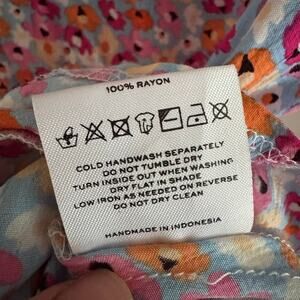 100% RAYON
COLD HANDWASH SEPARATELY
DO NOT TUMBLE DRY
TURN INSIDE OUT WHEN WASHING
DRY FLAT IN SHADE
LOW IRON AS NEEDED ON REVERSE
DO NOT DRY CLEAN
HANDMADE IN INDONESIA